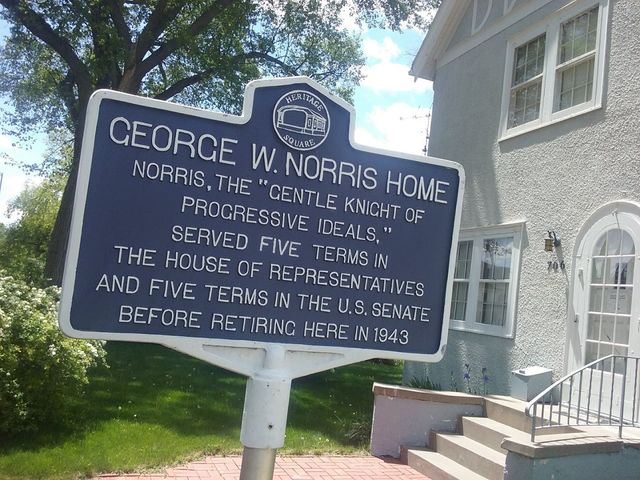 HERITAGE
SQUARE
GEORGE W. NORRIS HOME
NORRIS, THE "GENTLE KNIGHT OF
PROGRESSIVE IDEALS,"
SERVED FIVE TERMS IN
THE HOUSE OF REPRESENTATIVES
AND FIVE TERMS IN THE U.S. SENATE
BEFORE RETIRING HERE IN 1943
706